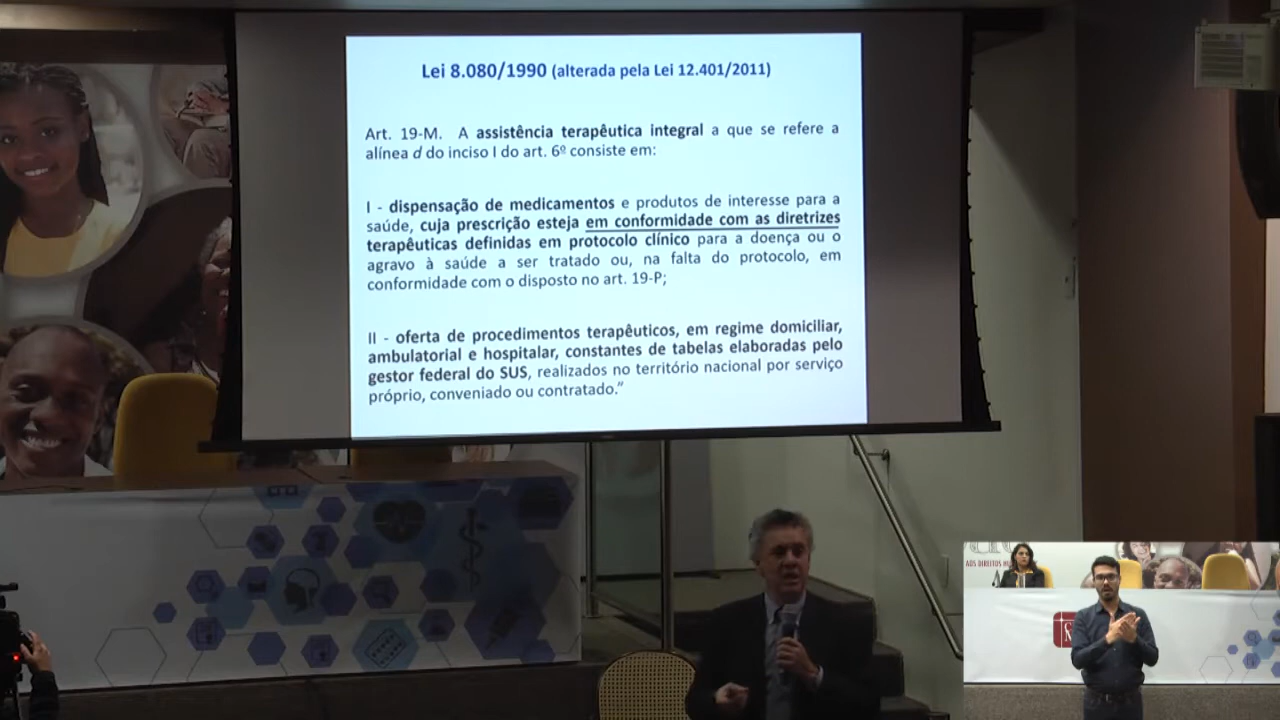 Lei 8.080/1990 (alterada pela Lei 12.401/2011)
Art. 19-M. A assistência terapêutica integral a que se refere a
alínea d do inciso I do art. 6º consiste em:
I - dispensação de medicamentos e produtos de interesse para a
saúde, cuja prescrição esteja em conformidade com as diretrizes
terapêuticas definidas em protocolo clínico para a doença ou o
agravo à saúde a ser tratado ou, na falta do protocolo, em
conformidade com o disposto no art. 19-P;
II - oferta de procedimentos terapêuticos, em regime domiciliar,
ambulatorial e hospitalar, constantes de tabelas elaboradas pelo
gestor federal do SUS, realizados no território nacional por serviço
próprio, conveniado ou contratado.”
AOS DIREITOS